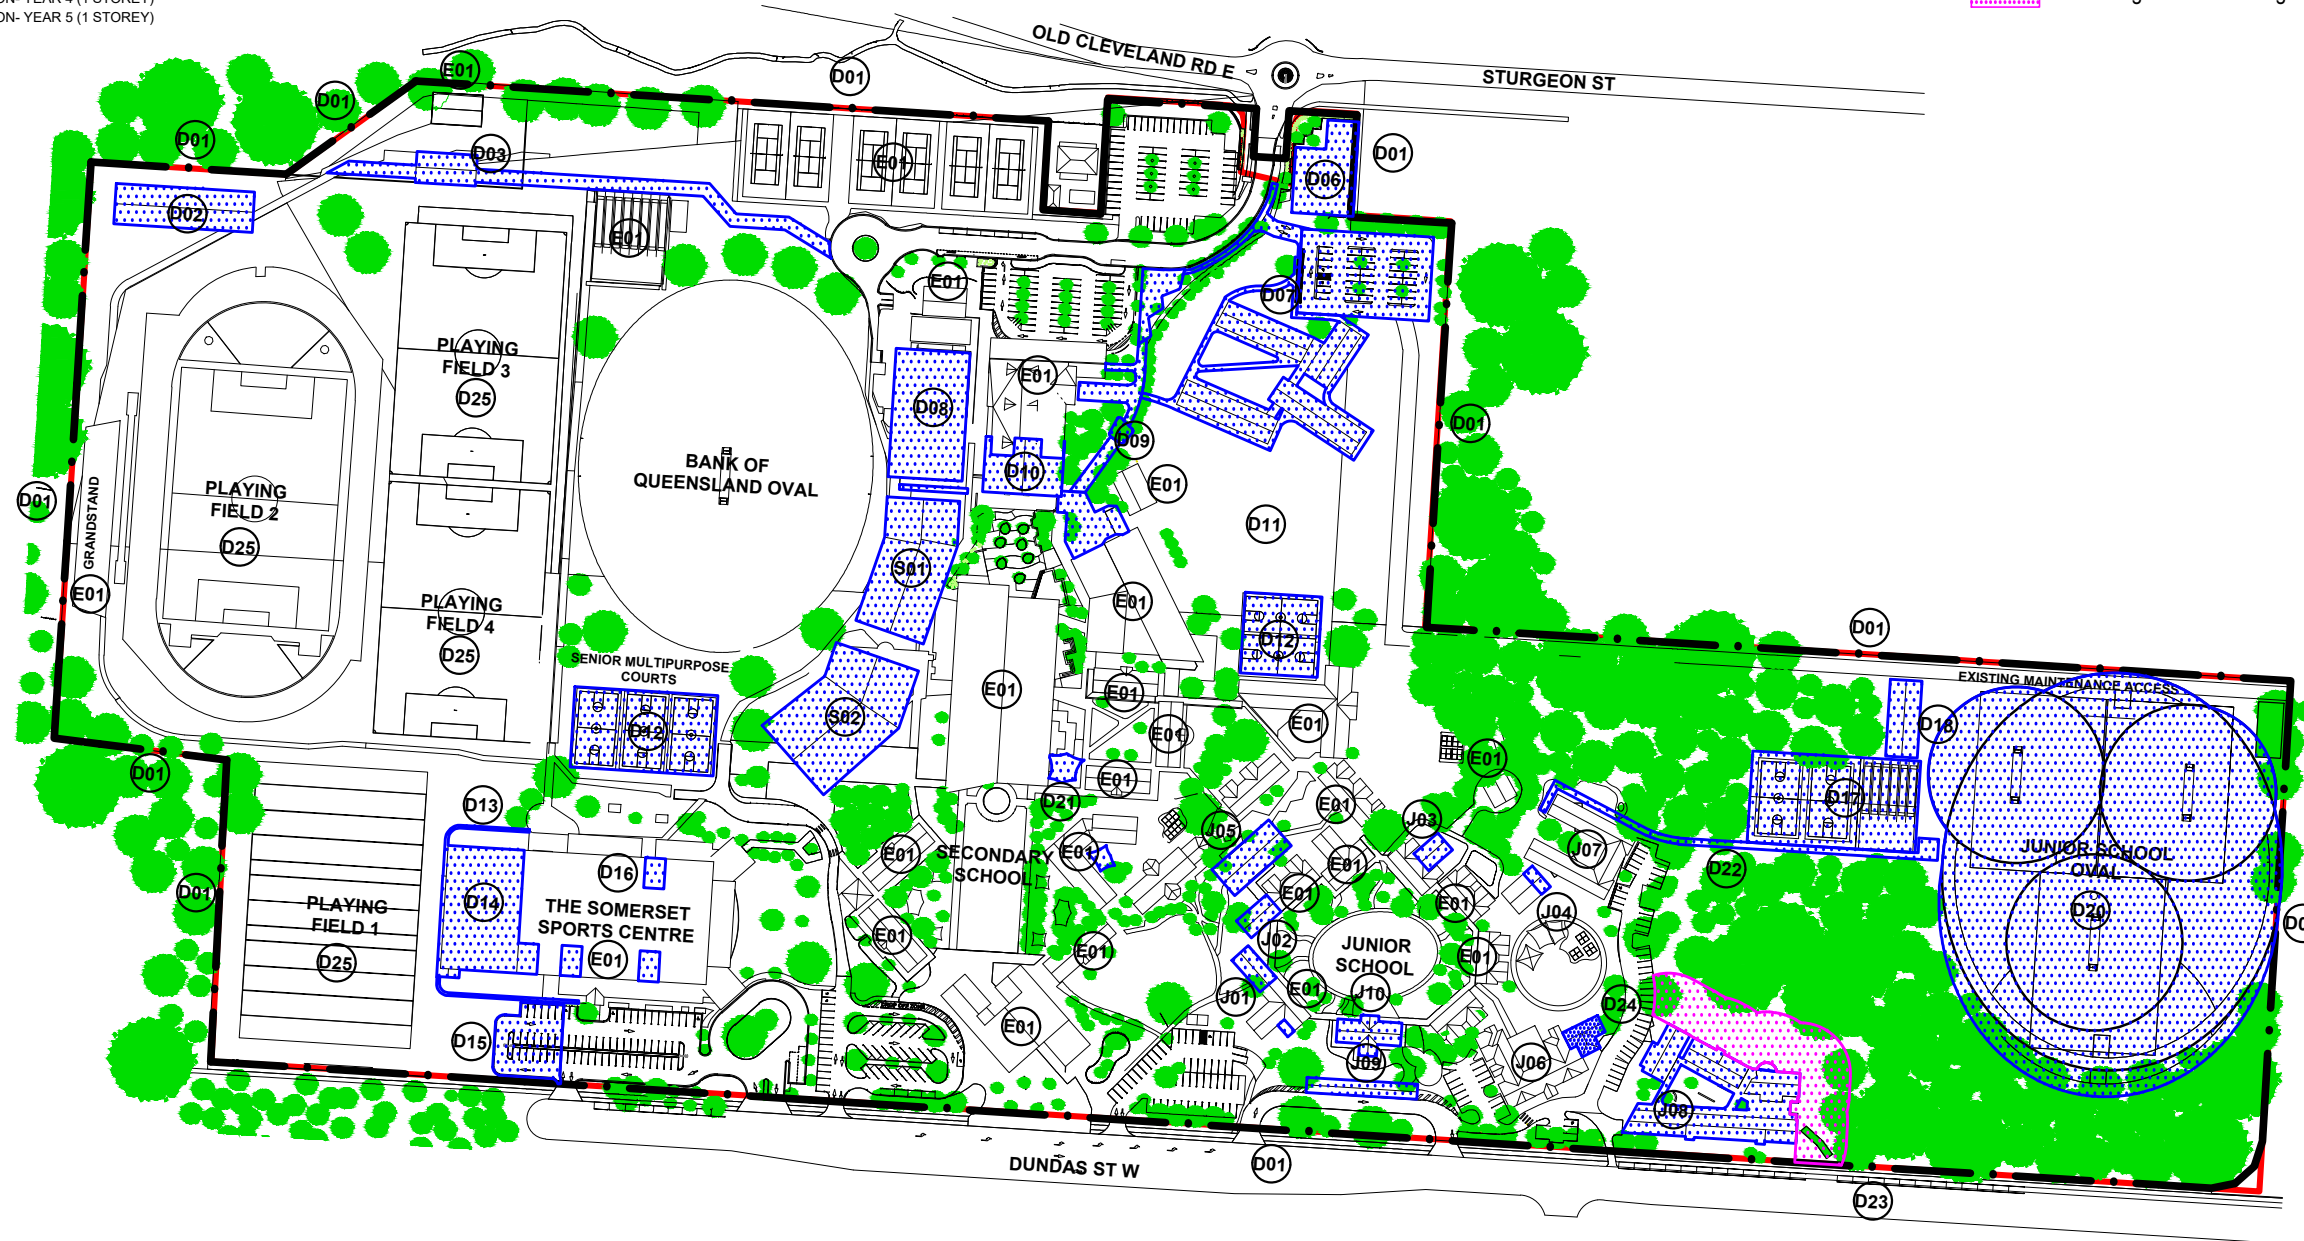 ON- YEAR 5 (1 STOREY)
OLD CLEVELAND RD E
STURGEON ST
E01
D01
D01
D01
D03
E01
D01
D06
D02
E01
E01
D07
PLAYING
FIELD 3
D25
E01
D08
D01
D09
BANK OF
QUEENSLAND OVAL
D10
E01
PLAYING
FIELD 2
D25
D01
GRANDSTAND
E01
D11
S01
E01
PLAYING
FIELD 4
D25
D12
D01
SENIOR MULTIPURPOSE
COURTS
D12
E01
E01
S02
E01
E01
EXISTING MAINTENANCE ACCESS
D18
D01
E01
E01
D17
D13
D21
E01
J05
J03
JUNIOR SCHOOL
OVAL
D20
D16
E01
SECONDARY
SCHOOL
E01
E01
J07
D22
D01
PLAYING
FIELD 1
D25
D14
THE SOMERSET
SPORTS CENTRE
E01
E01
E01
E01
J04
J02
JUNIOR
SCHOOL
E01
E01
J01
E01
J10
D24
D15
E01
J09
J06
J08
DUNDAS ST W
D01
D23